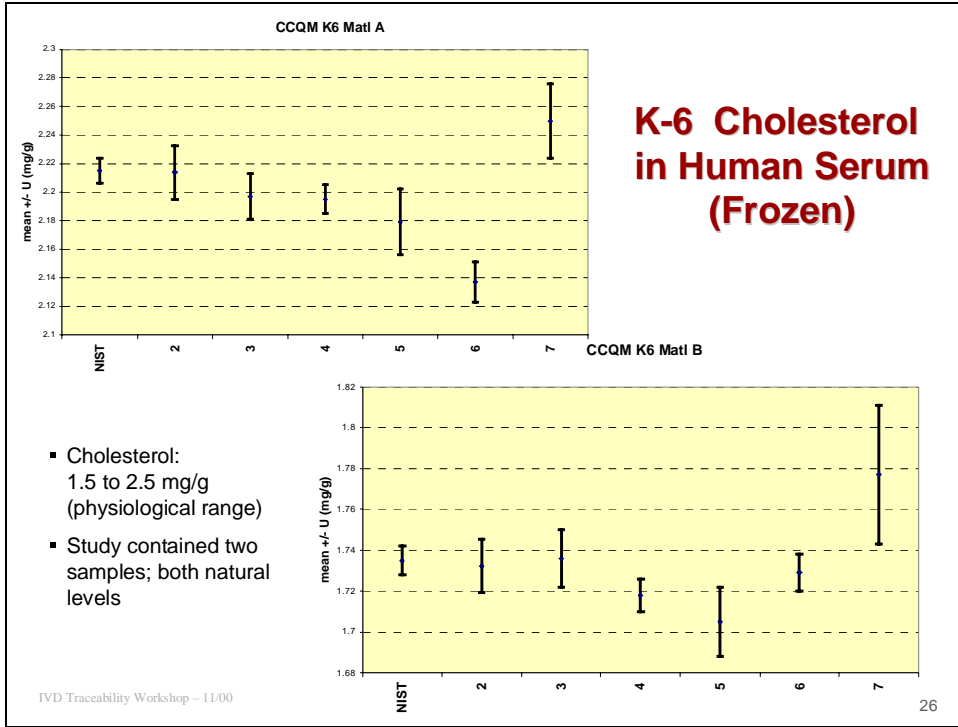 CCQM K6 Matl A
2.3
2.28
2.26
2.24
2.22
2.2
2.18
2.16
2.14
2.12
2.1
mean +/- U (mg/g)
NIST
2
3
4
5
6
7
K-6 Cholesterol
in Human Serum
(Frozen)
CCQM K6 Matl B
1.82
1.8
1.78
1.76
1.74
1.72
1.7
1.68
mean +/- U (mg/g)
NIST
2
3
4
5
6
7
▪ Cholesterol:
1.5 to 2.5 mg/g
(physiological range)
▪ Study contained two
samples; both natural
levels
IVD Traceability Workshop – 11/00
26